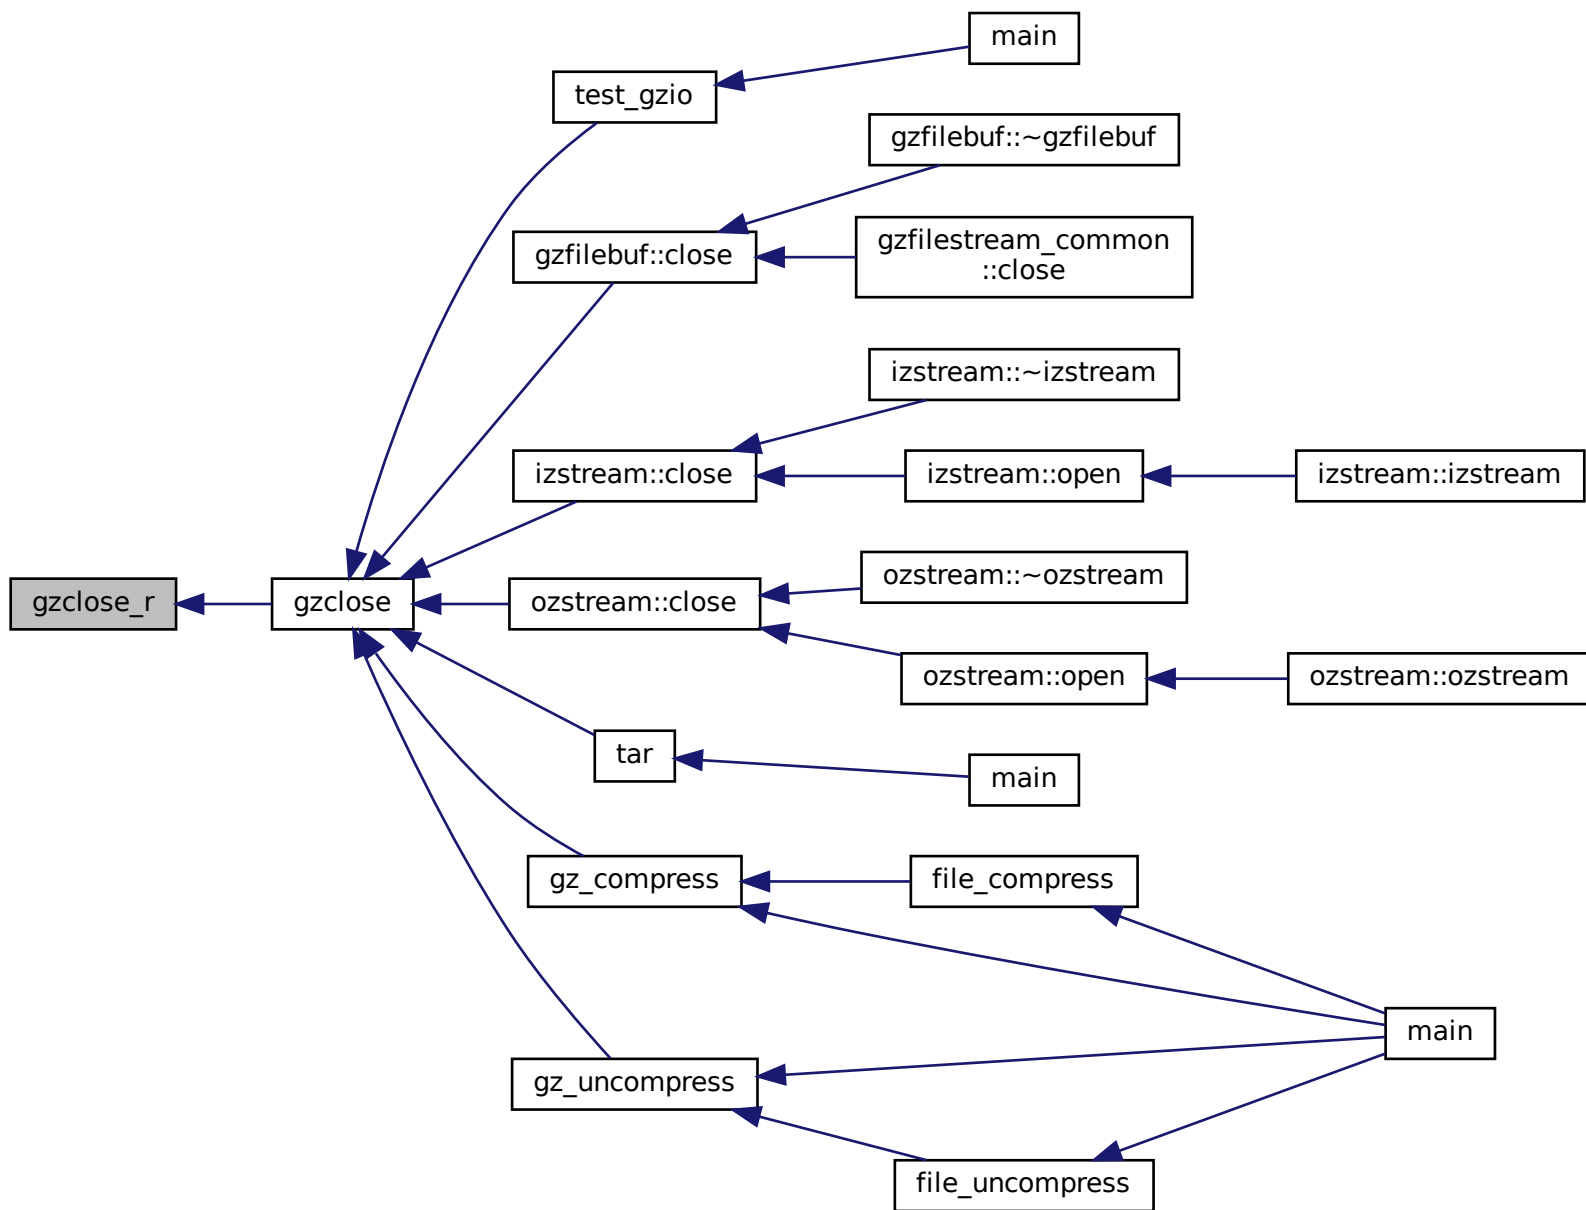 main
test_gzio
gzfilebuf::~gzfilebuf
gzfilebuf::close
gzfilestream_common
::close
izstream::~izstream
izstream::close
izstream::open
izstream::izstream
ozstream::~ozstream
gzclose_r
gzclose
ozstream::close
ozstream::open
ozstream::ozstream
tar
main
gz_compress
file_compress
main
gz_uncompress
file_uncompress